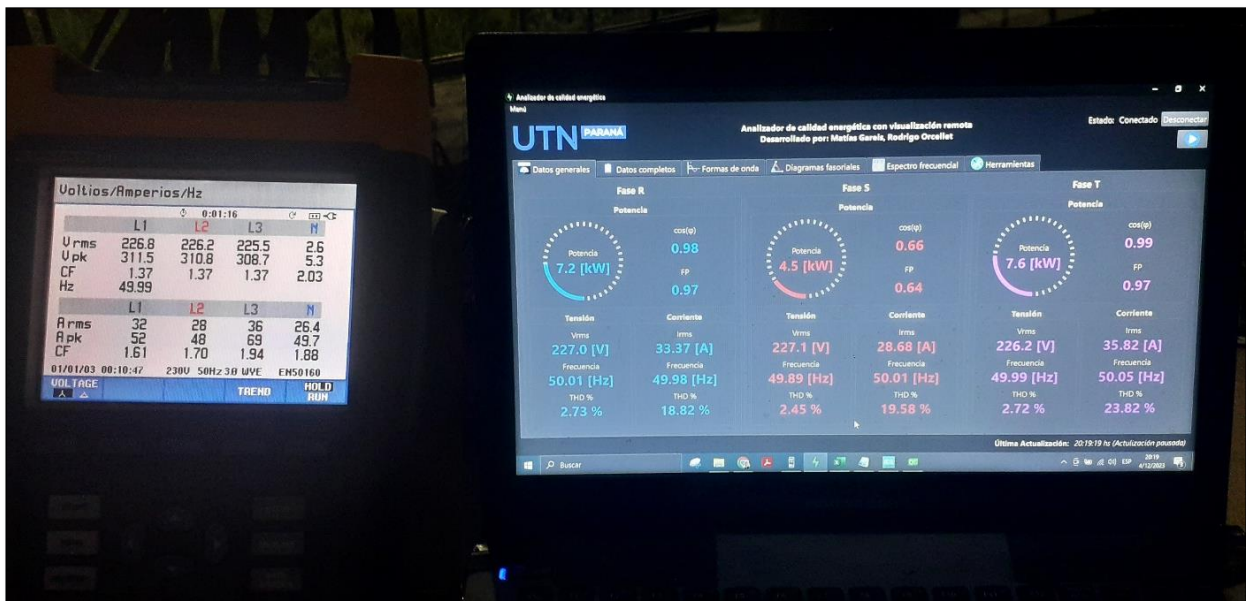 Voltios/Amperios/Hz
0:01:16
L1 L2 L3 N
Vrms 226.8 226.2 225.5 2.6
Vpk 311.5 310.8 308.7 5.3
CF 1.37 1.37 1.37 2.03
Hz 49.99
L1 L2 L3 N
Arms 32 28 36 26.4
Apk 52 48 69 49.7
CF 1.61 1.70 1.94 1.88
01/01/03 00:10:47 230V 50Hz 3Ø WYE EN50160
VOLTAGE TREND HOLD
RUN
Analizador de calidad energética
Menú
UTN PARANÁ
Analizador de calidad energética con visualización remota
Desarrollado por: Matías Gareis, Rodrigo Orcellet
Estado: Conectado Desconectar
Datos generales Datos completos Formas de onda Diagramas fasoriales Espectro frecuencial Herramientas
Fase R Fase S Fase T
Potencia Potencia Potencia
cos(φ) cos(φ) cos(φ)
Potencia 0.98 Potencia 0.66 Potencia 0.99
7.2 [kW] FP 4.5 [kW] FP 7.6 [kW] FP
0.97 0.64 0.97
Tensión Corriente Tensión Corriente Tensión Corriente
Vrms Irms Vrms Irms Vrms Irms
227.0 [V] 33.37 [A] 227.1 [V] 28.68 [A] 226.2 [V] 35.82 [A]
Frecuencia Frecuencia Frecuencia Frecuencia Frecuencia Frecuencia
50.01 [Hz] 49.98 [Hz] 49.89 [Hz] 50.01 [Hz] 49.99 [Hz] 50.05 [Hz]
THD % THD % THD % THD % THD % THD %
2.73 % 18.82 % 2.45 % 19.58 % 2.72 % 23.82 %
Última Actualización: 20:19:19 hs (Actulización pausada)
Buscar
ESP
20:19
4/12/2023